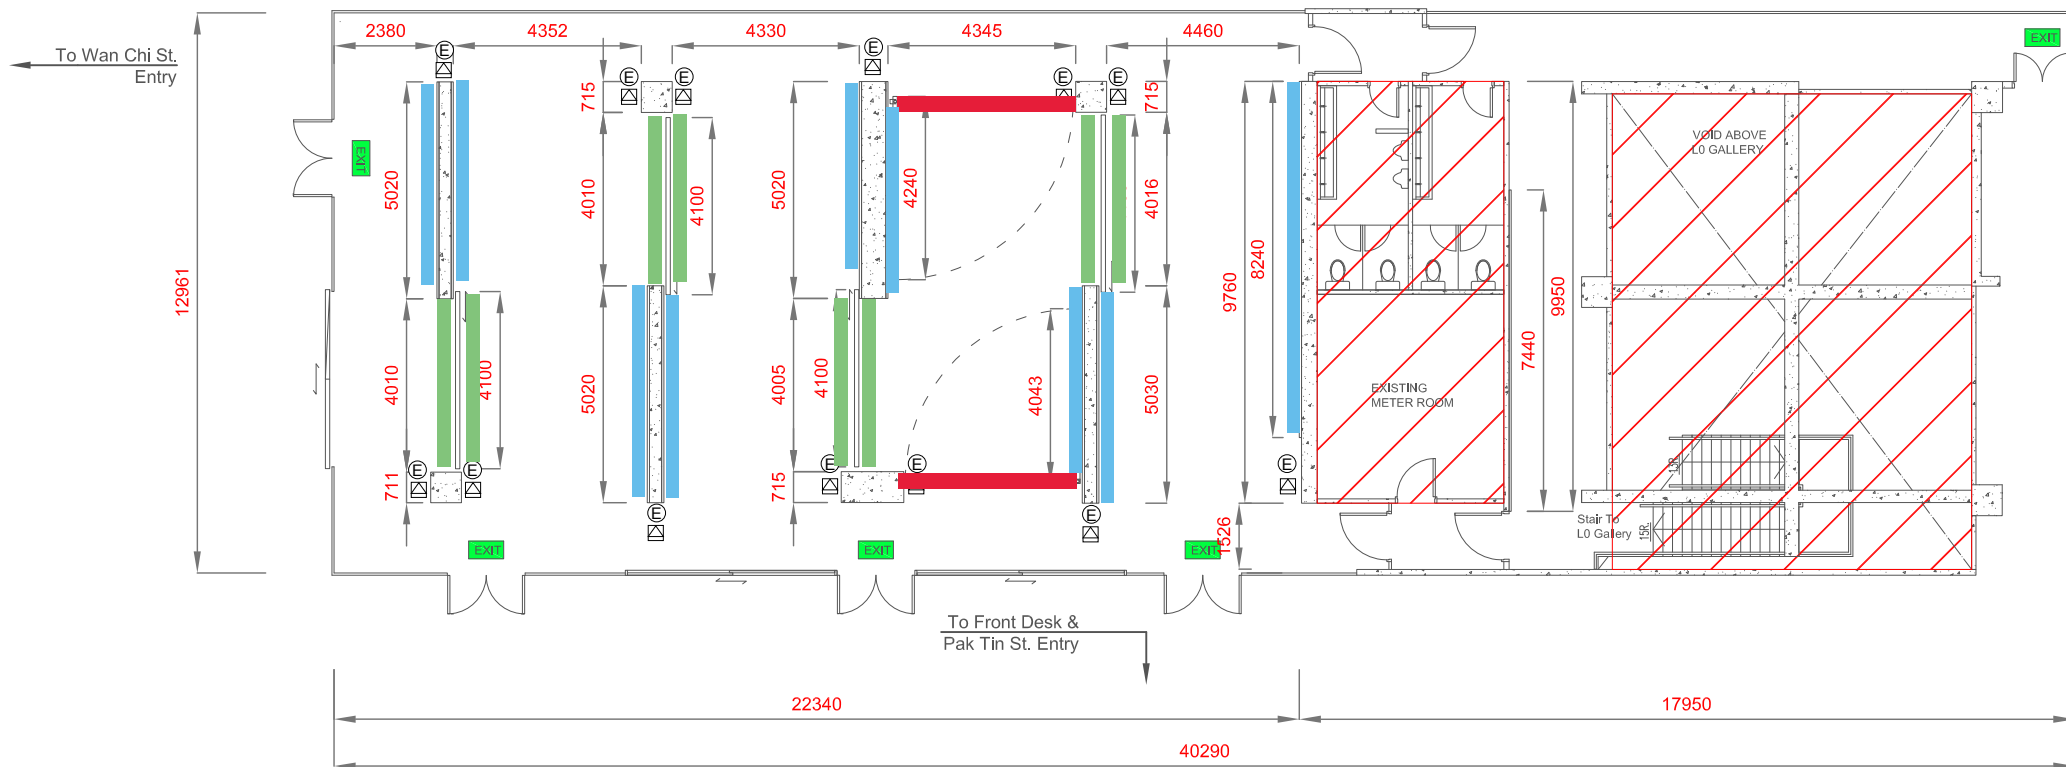 2380
4352
4330
4345
4460
To Wan Chi St.
Entry
EXIT
E
E
E
E
E
E
E
715
715
12961
EXIT
5020
4010
4100
5020
4240
4016
9760
8240
VOID ABOVE
L0 GALLERY
9950
7440
4010
4100
5020
4005
4100
4043
5030
EXISTING
METER ROOM
711
715
E
E
E
E
E
E
E
15R
15R
1526
Stair To
L0 Gallery
EXIT
EXIT
EXIT
To Front Desk &
Pak Tin St. Entry
22340
17950
40290